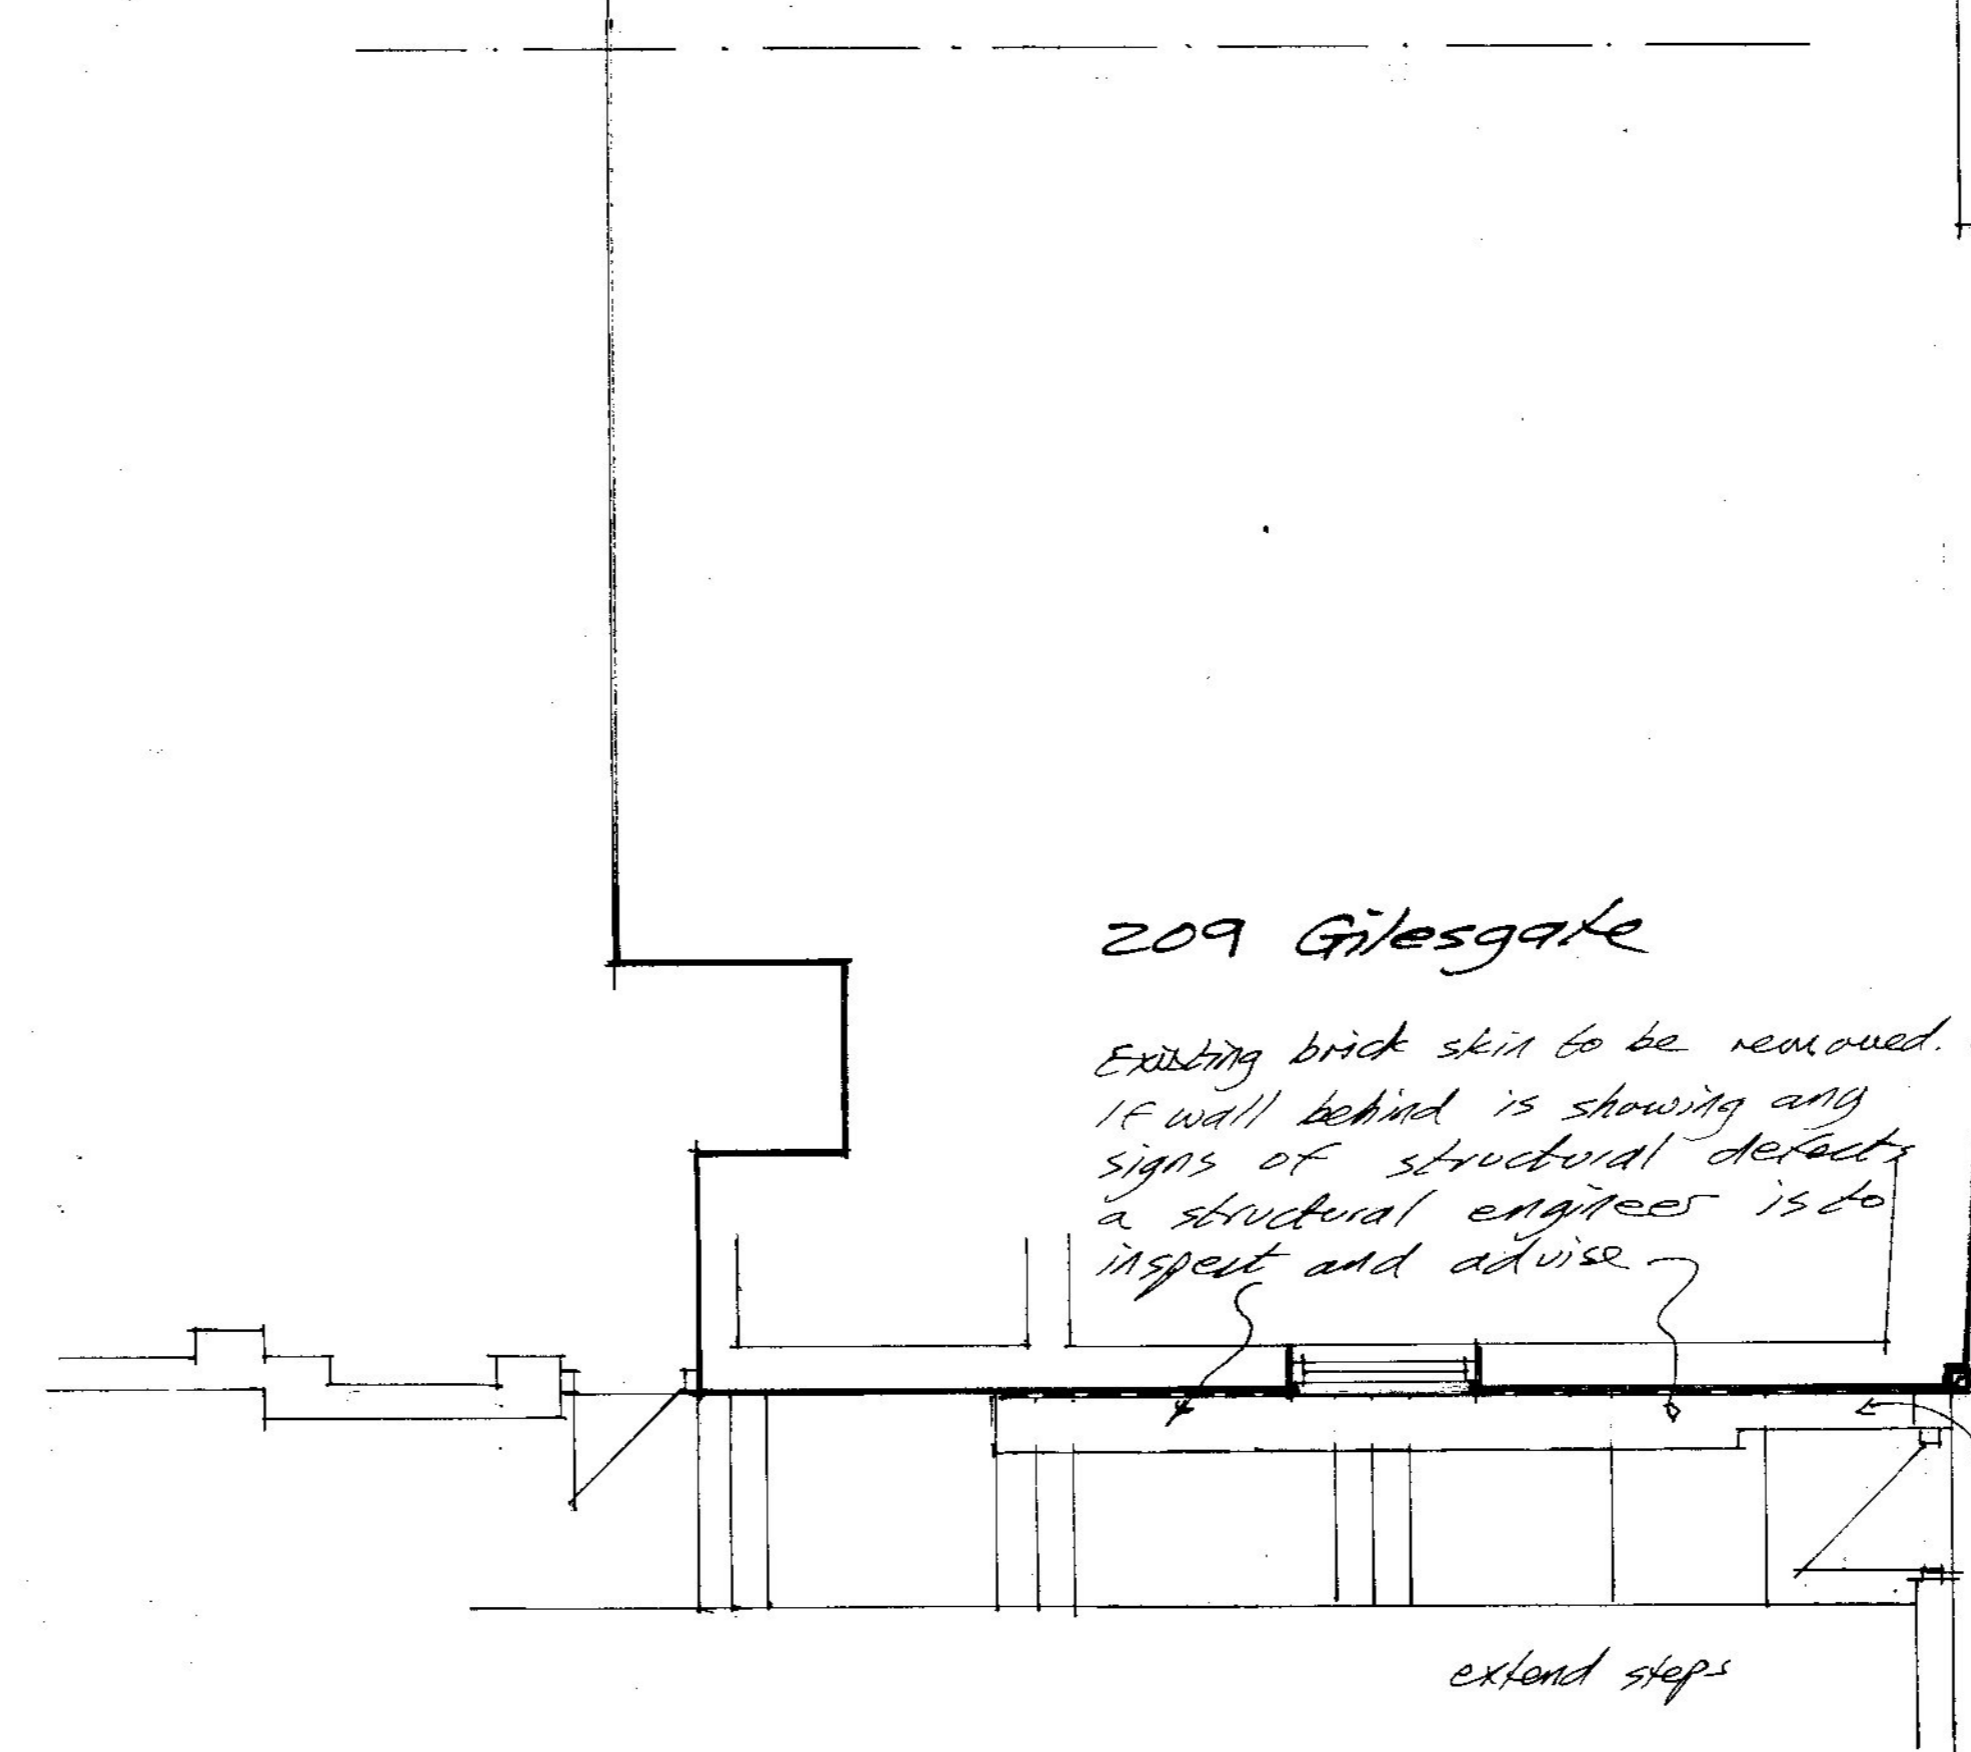 209 Gilesgate
Existing brick skin to be removed.
If wall behind is showing any
signs of structural defects
a structural engineer is to
inspect and advise
extend steps